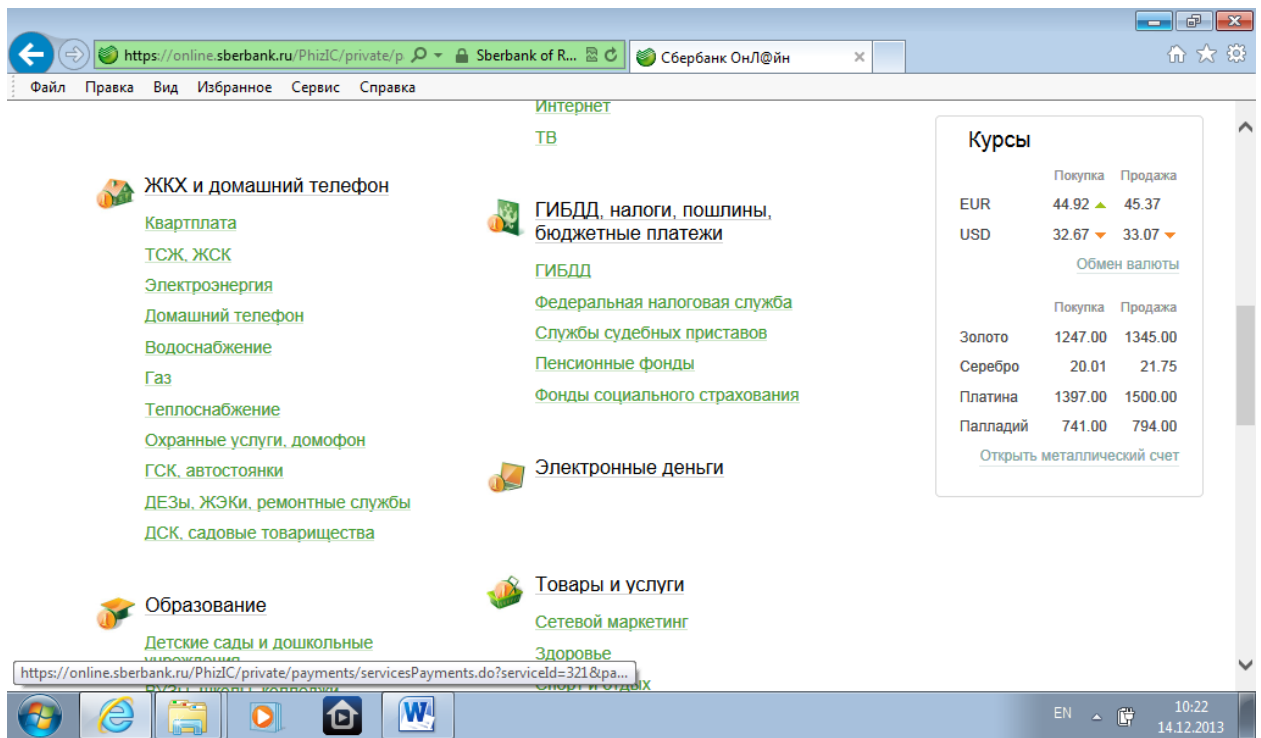 https://online.sberbank.ru/PhizIC/private/p
Sberbank of R...
Сбербанк ОнЛ@йн
Файл Правка Вид Избранное Сервис Справка
Интернет
ТВ
ЖКХ и домашний телефон
Квартплата
ТСЖ, ЖСК
Электроэнергия
Домашний телефон
Водоснабжение
Газ
Теплоснабжение
Охранные услуги, домофон
ГСК, автостоянки
ДЕЗы, ЖЭКи, ремонтные службы
ДСК, садовые товарищества
Образование
Детские сады и дошкольные
учреждения
ВУЗы, школы, колледжи
ГИБДД, налоги, пошлины,
бюджетные платежи
ГИБДД
Федеральная налоговая служба
Службы судебных приставов
Пенсионные фонды
Фонды социального страхования
Электронные деньги
Товары и услуги
Сетевой маркетинг
Здоровье
Спорт и отдых
Курсы
Покупка Продажа
EUR 44.92 45.37
USD 32.67 33.07
Обмен валюты
Покупка Продажа
Золото 1247.00 1345.00
Серебро 20.01 21.75
Платина 1397.00 1500.00
Палладий 741.00 794.00
Открыть металлический счет
https://online.sberbank.ru/PhizIC/private/payments/servicesPayments.do?serviceId=321&pa...
W
EN
10:22
14.12.2013